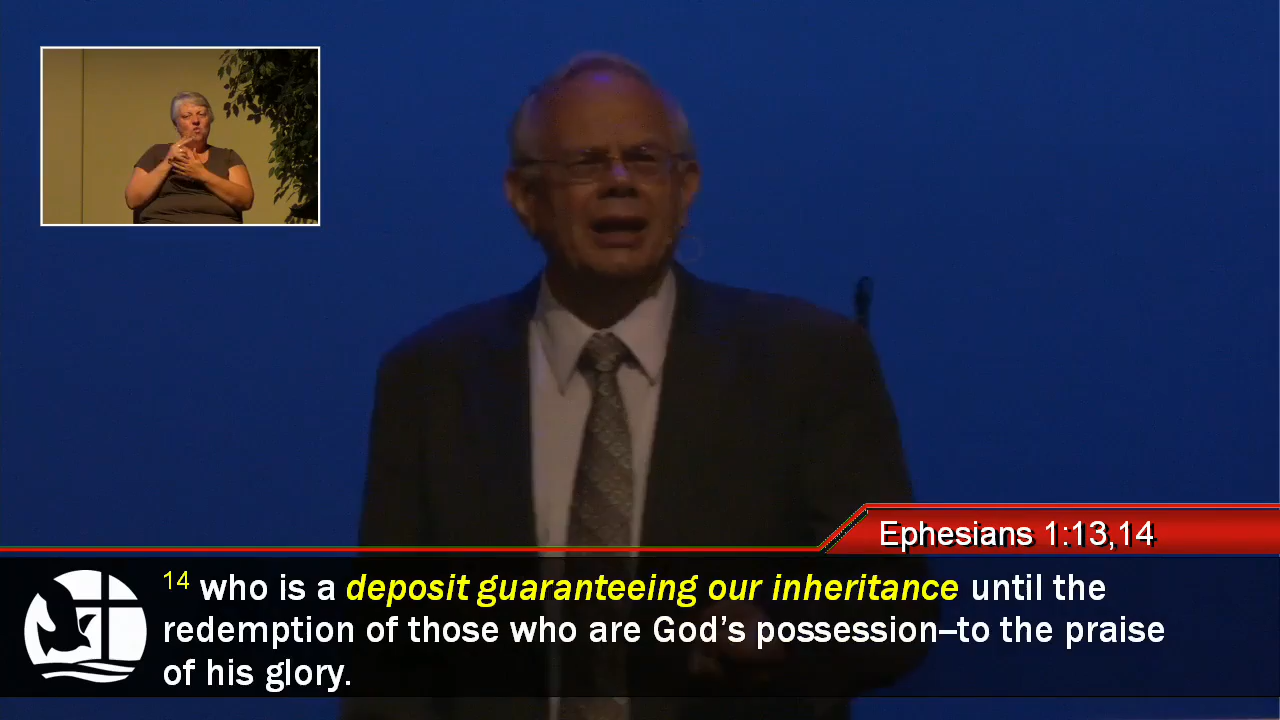 Ephesians 1:13,14
14 who is a deposit guaranteeing our inheritance until the
redemption of those who are God's possession–to the praise
of his glory.